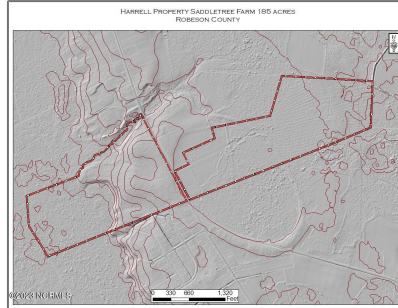 Harrell Property Saddletree Farm 185 acres
Robeson County
0 330 660 1,320
Feet
©2023 NCRMLS